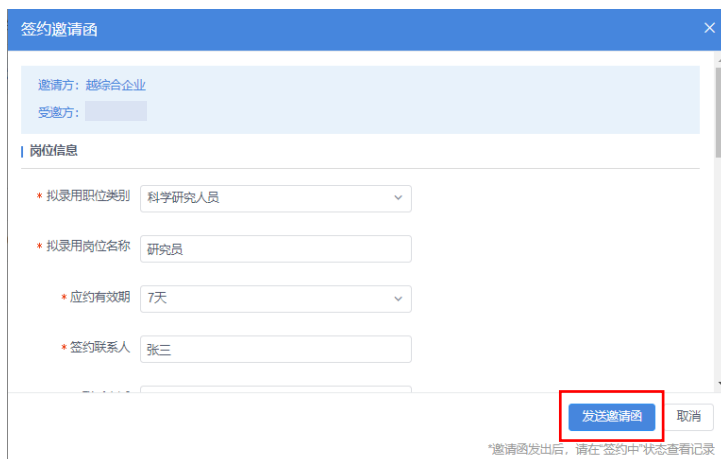 签约邀请函
邀请方：越综合企业
受邀方：
岗位信息
* 拟录用职位类别 科学研究人员
* 拟录用岗位名称 研究员
* 应约有效期 7天
* 签约联系人 张三
发送邀请函 取消
*邀请函发出后，请在“签约中”状态查看记录